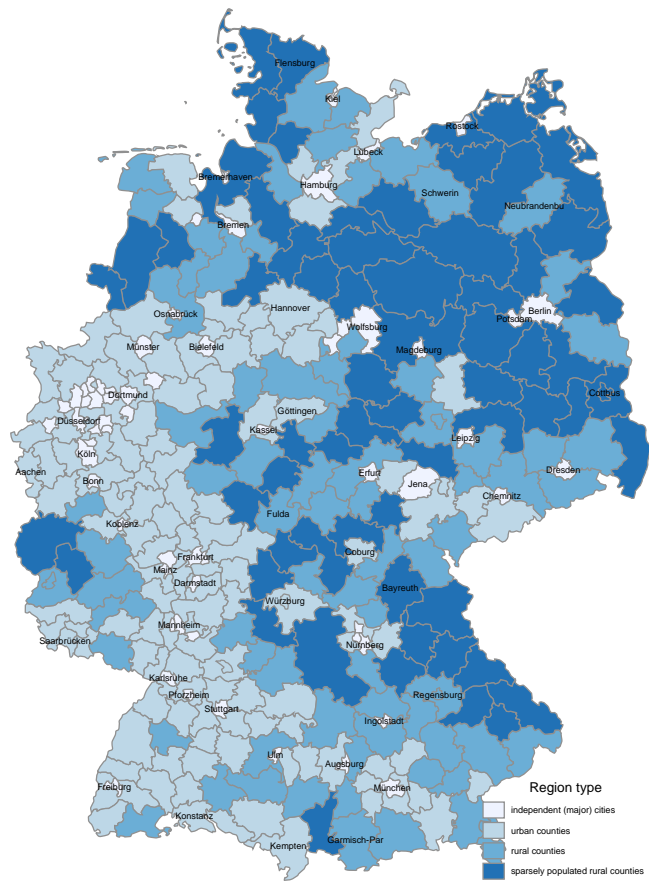 Flensburg
Kiel
Rostock
Lübeck
Bremerhaven
Hamburg
Schwerin
Neubrandenbu
Bremen
Osnabrück
Hannover
Wolfsburg
Berlin
Potsdam
Münster
Bielefeld
Magdeburg
Dortmund
Cottbus
Göttingen
Düsseldorf
Kassel
Leipzig
Köln
Aachen
Bonn
Erfurt
Jena
Dresden
Chemnitz
Fulda
Koblenz
Coburg
Frankfurt
Mainz
Darmstadt
Bayreuth
Würzburg
Mannheim
Saarbrücken
Nürnberg
Karlsruhe
Pforzheim
Regensburg
Stuttgart
Ingolstadt
Ulm
Augsburg
Freiburg
München
Konstanz
Kempten
Garmisch-Par
Region type
independent (major) cities
urban counties
rural counties
sparsely populated rural counties